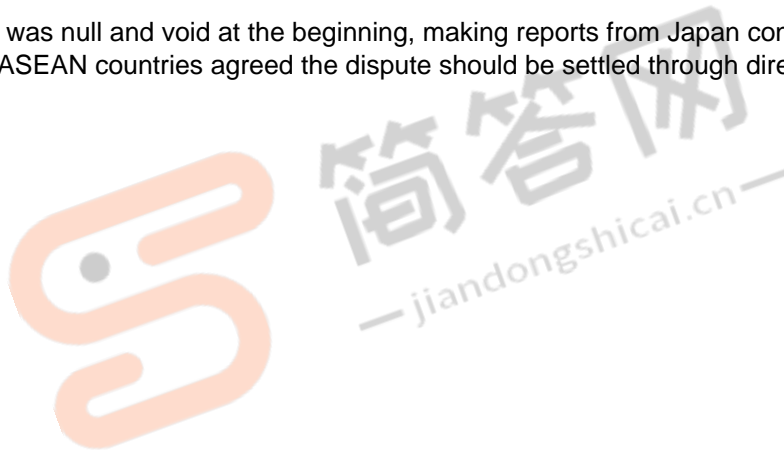 was null and void at the beginning, making reports from Japan con
ASEAN countries agreed the dispute should be settled through dire
简答网
jiandongshicai.cn